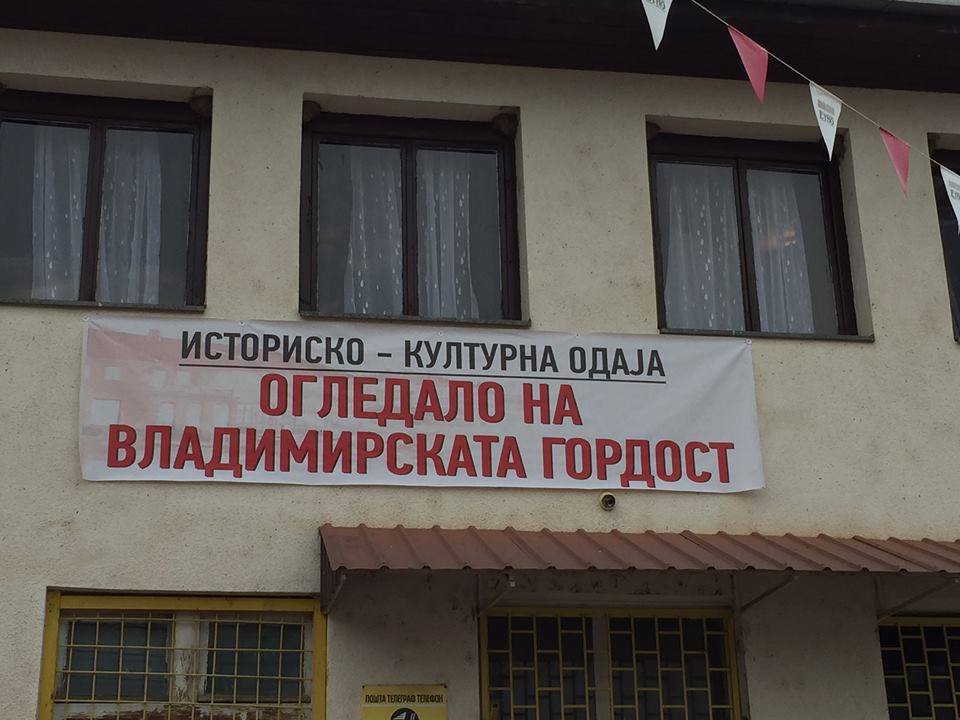 ИСТОРИСКО - КУЛТУРНА ОДАЈА
ОГЛЕДАЛО НА
ВЛАДИМИРСКАТА ГОРДОСТ
ПОШТА ТЕЛЕГРАФ ТЕЛЕФОН